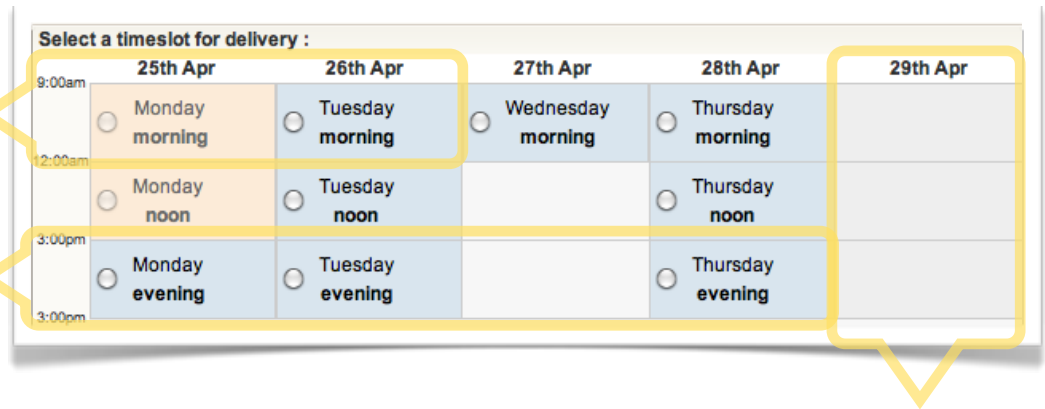 Select a timeslot for delivery :
25th Apr 26th Apr 27th Apr 28th Apr 29th Apr
9:00am
Monday Tuesday Wednesday Thursday
morning morning morning morning
12:00am
Monday Tuesday Thursday
noon noon noon
3:00pm
Monday Tuesday Thursday
evening evening evening
3:00pm